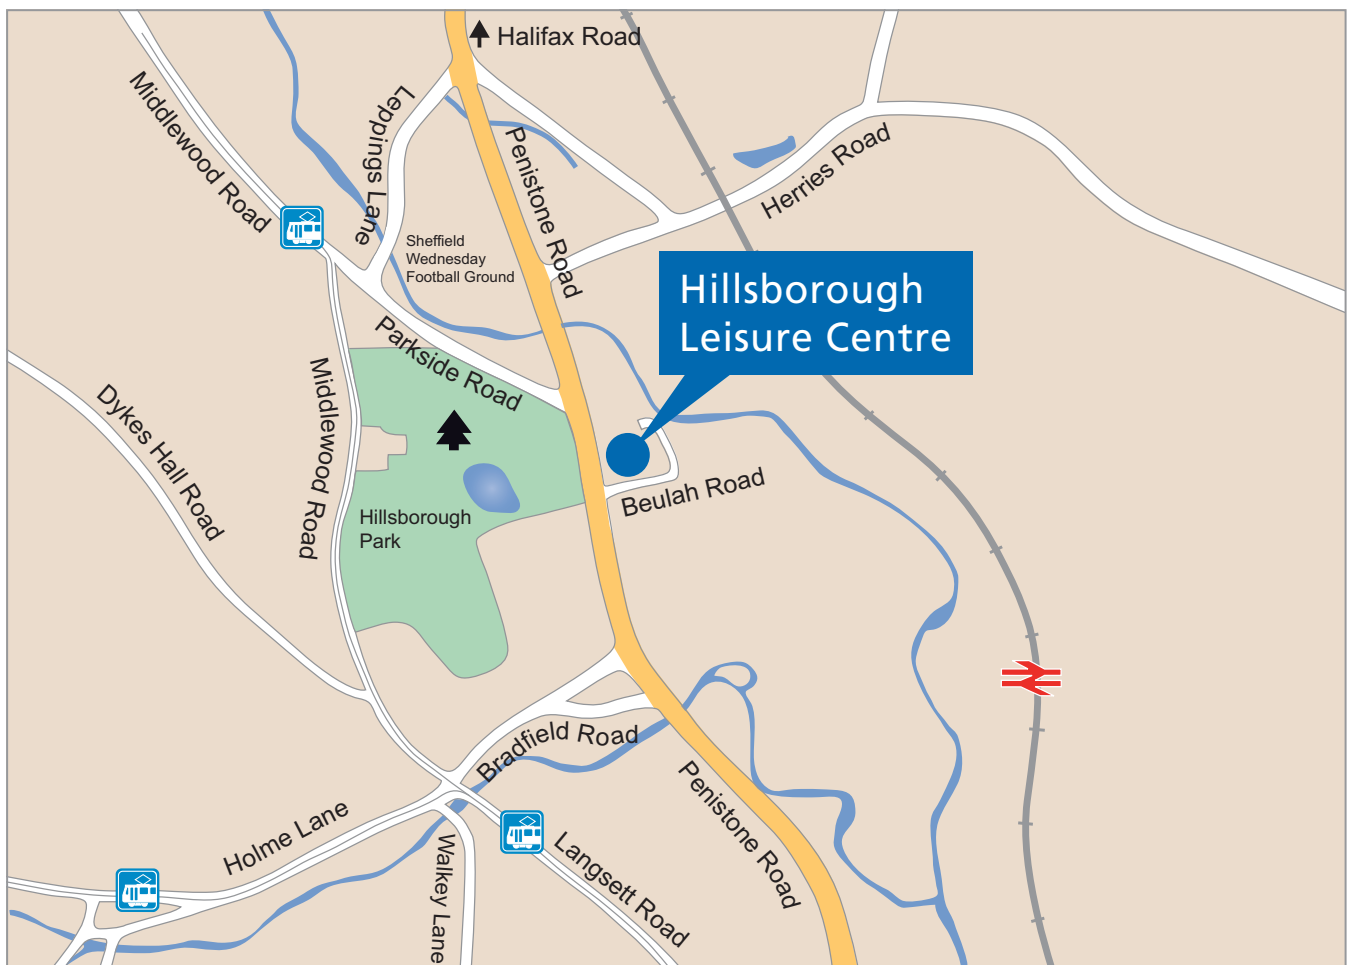 Halifax Road
Middlewood Road
Leppings Lane
Penistone Road
Herries Road
Sheffield
Wednesday
Football Ground
Hillsborough
Leisure Centre
Parkside Road
Middlewood Road
Dykes Hall Road
Beulah Road
Hillsborough
Park
Bradfield Road
Penistone Road
Holme Lane
Walkey Lane
Langsett Road